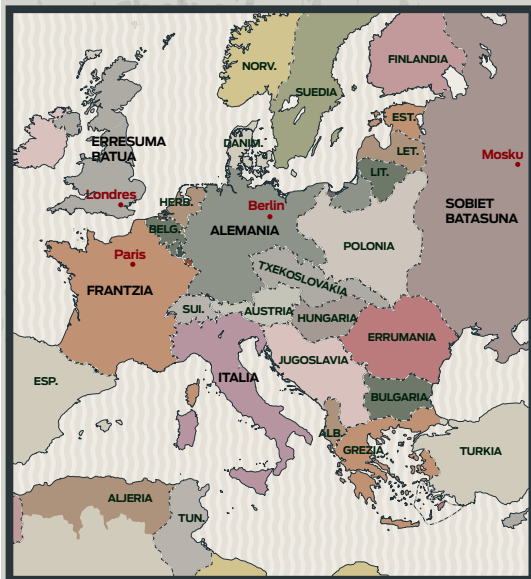 NORV.
SUEDIA
FINLANDIA
EST.
LET.
LIT.
DANIM.
ERRESUMA
BATUA
Londres
HERB.
BELG.
Berlin
ALEMANIA
POLONIA
Mosku
SOBIET
BATASUNA
Paris
FRANTZIA
TXEKOSLOVAKIA
SUI.
AUSTRIA
HUNGARIA
ERRUMANIA
JUGOSLAVIA
ITALIA
BULGARIA
ESP.
ALB.
GREZIA
TURKIA
ALJERIA
TUN.